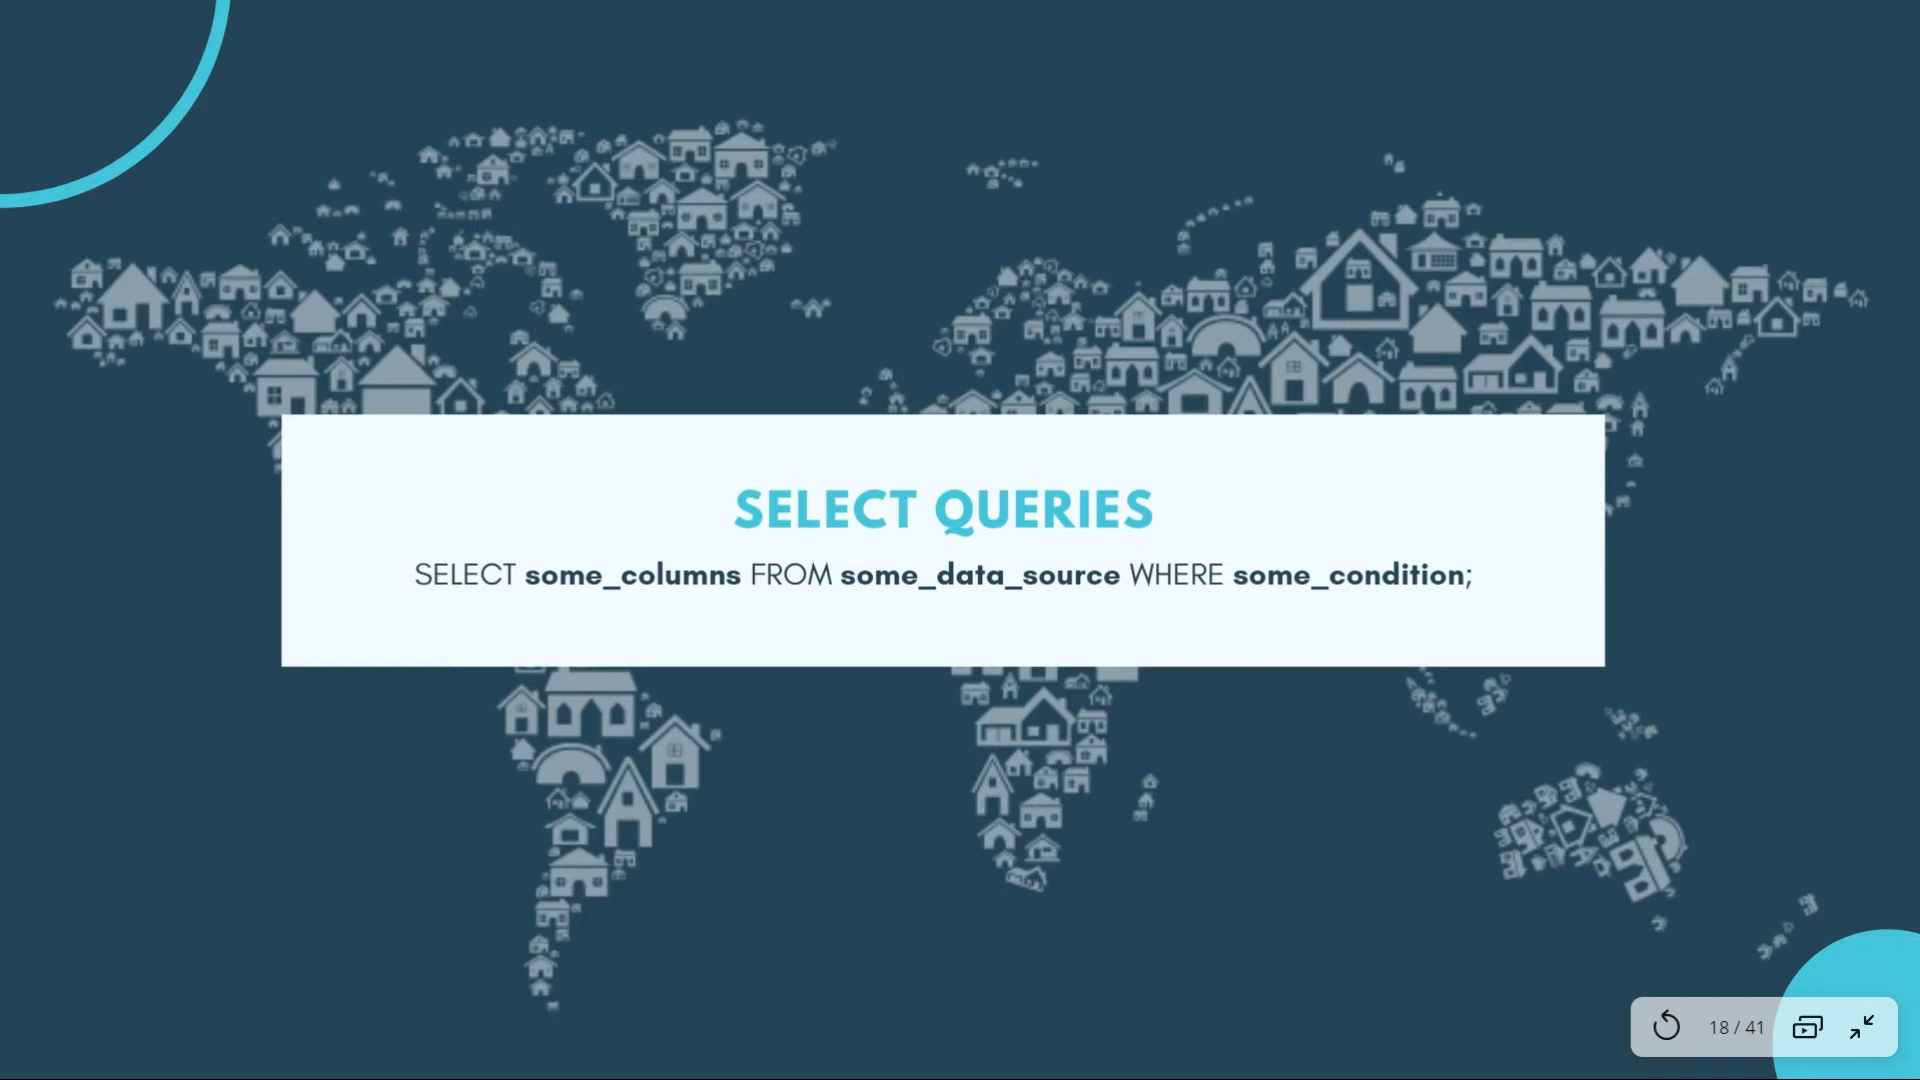 SELECT QUERIES
SELECT some_columns FROM some_data_source WHERE some_condition;
18 / 41